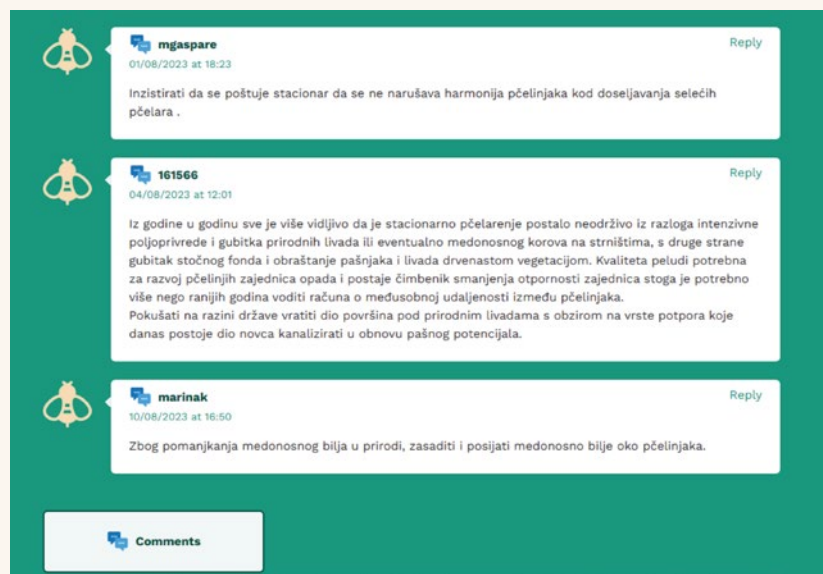 mgaspare
Reply
01/08/2023 at 18:23
Inzistirati da se poštuje stacionar da se ne narušava harmonija pčelinjaka kod doseljavanja selećih
pčelara .
161566
Reply
04/08/2023 at 12:01
Iz godine u godinu sve je više vidljivo da je stacionarno pčelarenje postalo neodrživo iz razloga intenzivne
poljoprivrede i gubitka prirodnih livada ili eventualno medonosnog korova na strništima, s druge strane
gubitak stočnog fonda i obraštanje pašnjaka i livada drvenastom vegetacijom. Kvaliteta peludi potrebna
za razvoj pčelinjih zajednica opada i postaje čimbenik smanjenja otpornosti zajednica stoga je potrebno
više nego ranijih godina voditi računa o međusobnoj udaljenosti između pčelinjaka.
Pokušati na razini države vratiti dio površina pod prirodnim livadama s obzirom na vrste potpora koje
danas postoje dio novca kanalizirati u obnovu pašnog potencijala.
marinak
Reply
10/08/2023 at 16:50
Zbog pomanjkanja medonosnog bilja u prirodi, zasaditi i posijati medonosno bilje oko pčelinjaka.
Comments